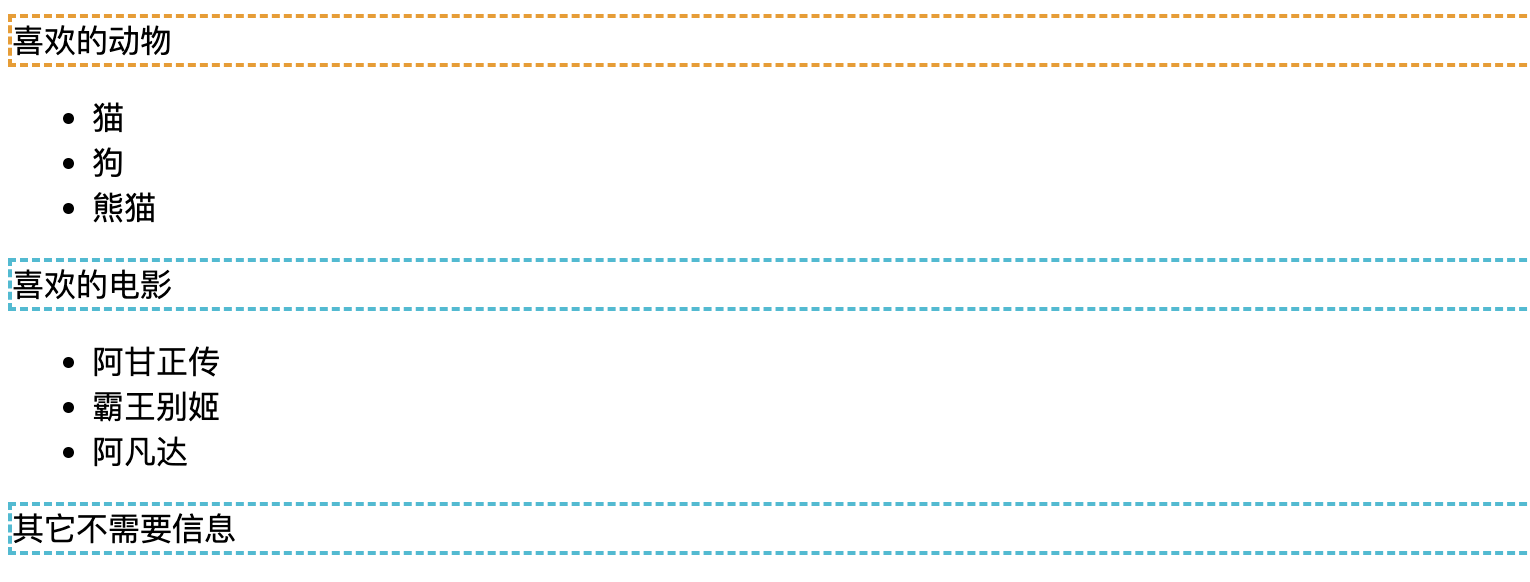 喜欢的动物
猫
狗
熊猫
喜欢的电影
阿甘正传
霸王别姬
阿凡达
其它不需要信息